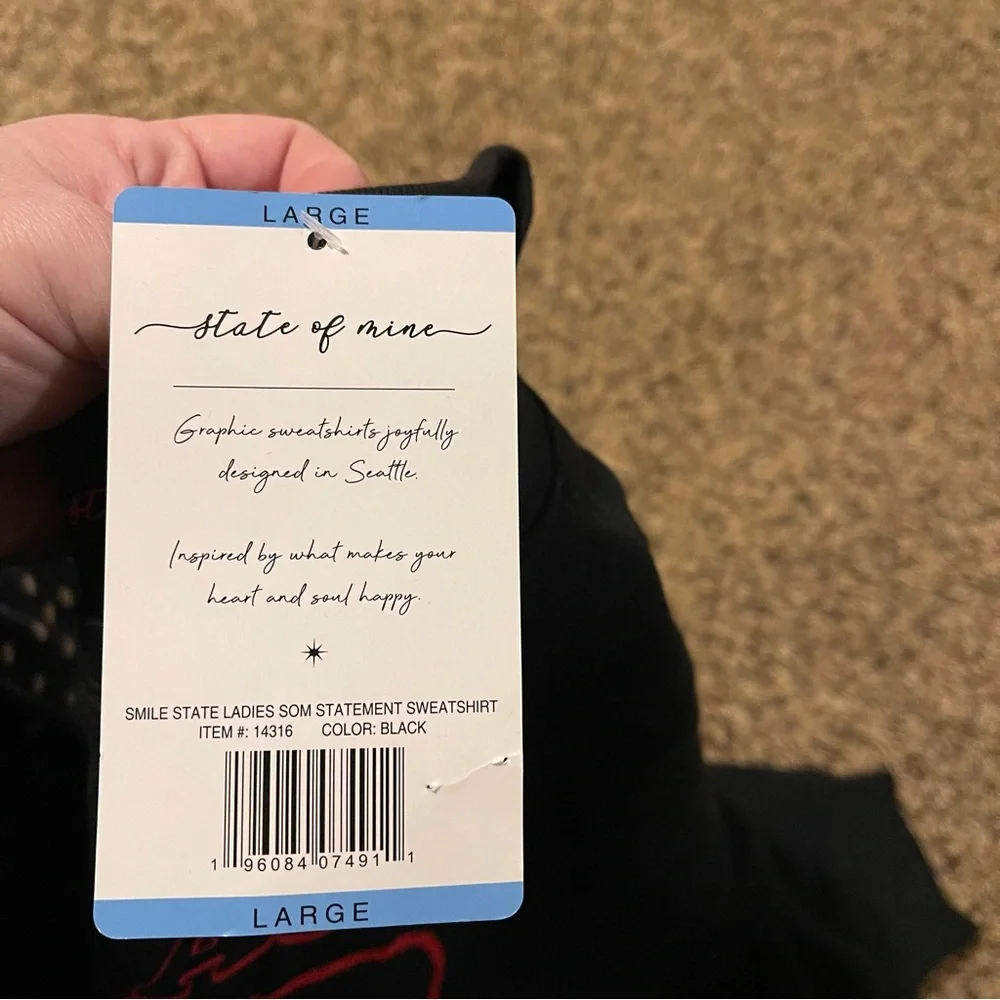 LARGE
state of mine
Graphic sweatshirts joyfully
designed in Seattle.
Inspired by what makes your
heart and soul happy.
SMILE STATE LADIES SOM STATEMENT SWEATSHIRT
ITEM #: 14316 COLOR: BLACK
1 96084 07491 1
LARGE